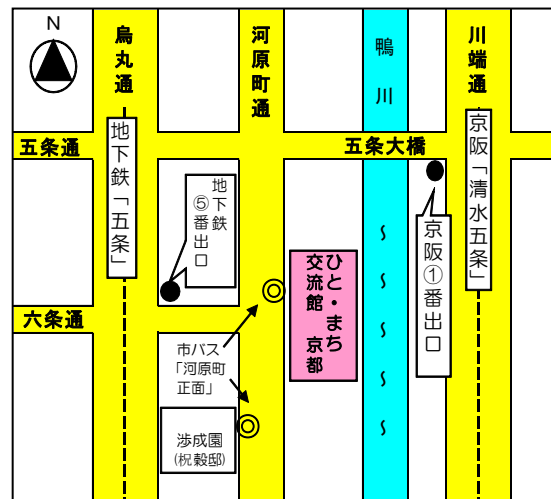 N
烏丸通
河原町通
鴨川
川端通
五条通
五条大橋
地下鉄「五条」
地下鉄
⑤番出口
京阪「清水五条」
京阪①番出口
ひと・まち
交流館 京都
六条通
市バス
「河原町
正面」
渉成園
(枳殻邸)